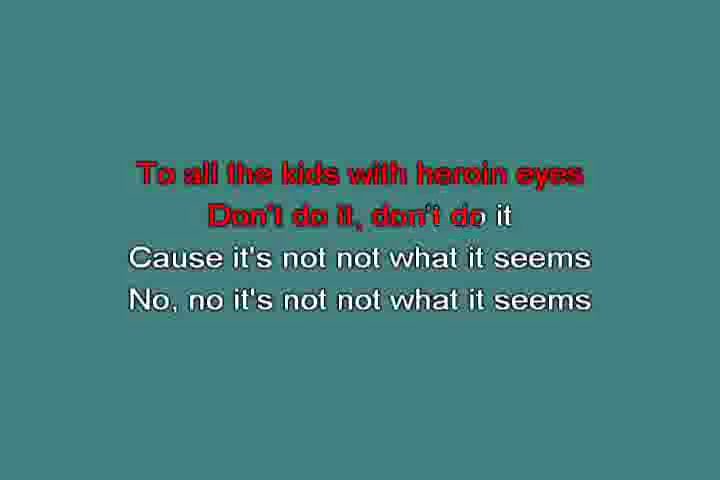 To all the kids with heroin eyes
Don't do it, don't do it
Cause it's not not what it seems
No, no it's not not what it seems